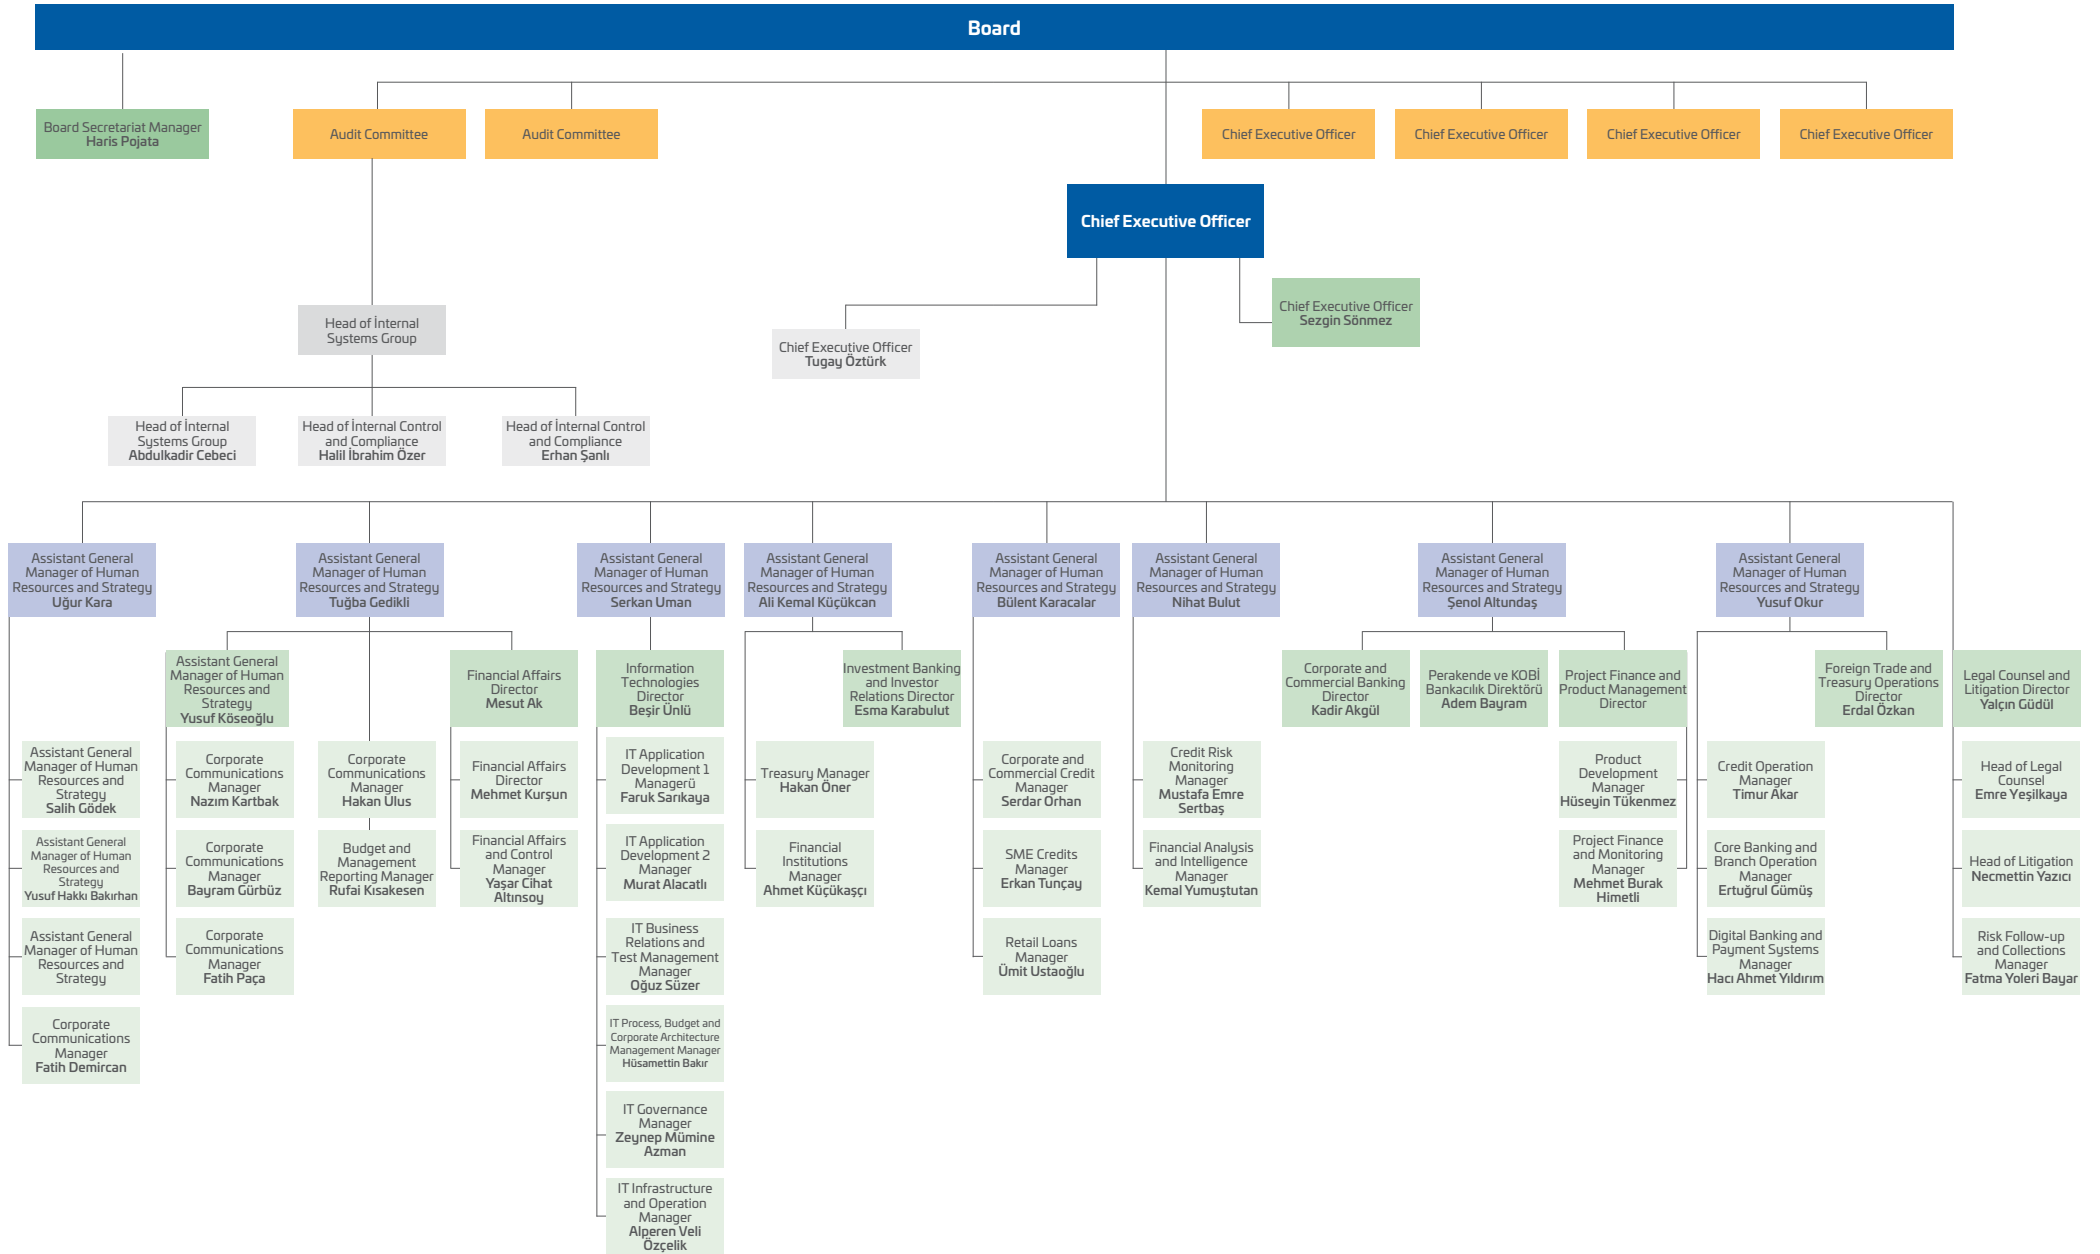 Board
Board Secretariat Manager
Haris Pojata
Audit Committee
Audit Committee
Chief Executive Officer
Chief Executive Officer
Chief Executive Officer
Chief Executive Officer
Chief Executive Officer
Chief Executive Officer
Sezgin Sönmez
Head of İnternal
Systems Group
Chief Executive Officer
Tugay Öztürk
Head of İnternal
Systems Group
Abdulkadir Cebeci
Head of İnternal Control
and Compliance
Halil İbrahim Özer
Head of İnternal Control
and Compliance
Erhan Şanlı
Assistant General
Manager of Human
Resources and Strategy
Uğur Kara
Assistant General
Manager of Human
Resources and Strategy
Tuğba Gedikli
Assistant General
Manager of Human
Resources and Strategy
Serkan Uman
Assistant General
Manager of Human
Resources and Strategy
Ali Kemal Küçükcan
Assistant General
Manager of Human
Resources and Strategy
Bülent Karacalar
Assistant General
Manager of Human
Resources and Strategy
Nihat Bulut
Assistant General
Manager of Human
Resources and Strategy
Şenol Altundaş
Assistant General
Manager of Human
Resources and Strategy
Yusuf Okur
Assistant General
Manager of Human
Resources and
Strategy
Yusuf Köseoğlu
Financial Affairs
Director
Mesut Ak
Information
Technologies
Director
Beşir Ünlü
Investment Banking
and Investor
Relations Director
Esma Karabulut
Corporate and
Commercial Banking
Director
Kadir Akgül
Perakende ve KOBİ
Bankacılık Direktörü
Adem Bayram
Project Finance and
Product Management
Director
Foreign Trade and
Treasury Operations
Director
Erdal Özkan
Legal Counsel and
Litigation Director
Yalçın Güdül
Assistant General
Manager of Human
Resources and
Strategy
Salih Gödek
Corporate
Communications
Manager
Nazım Kartbak
Corporate
Communications
Manager
Hakan Ulus
Financial Affairs
Director
Mehmet Kurşun
IT Application
Development 1
Managerü
Faruk Sarıkaya
Treasury Manager
Hakan Öner
Corporate and
Commercial Credit
Manager
Serdar Orhan
Credit Risk
Monitoring
Manager
Mustafa Emre
Sertbaş
Product
Development
Manager
Hüseyin Tükenmez
Credit Operation
Manager
Timur Akar
Head of Legal
Counsel
Emre Yeşilkaya
Assistant General
Manager of Human
Resources and
Strategy
Yusuf Hakkı Bakırhan
Corporate
Communications
Manager
Bayram Gürbüz
Budget and
Management
Reporting Manager
Rufai Kısakesen
Financial Affairs
and Control
Manager
Yaşar Cihat
Altınsoy
IT Application
Development 2
Manager
Murat Alacatlı
Financial
Institutions
Manager
Ahmet Küçükaşçı
SME Credits
Manager
Erkan Tunçay
Financial Analysis
and Intelligence
Manager
Kemal Yumuştutan
Project Finance
and Monitoring
Manager
Mehmet Burak
Himetli
Core Banking and
Branch Operation
Manager
Ertuğrul Gümüş
Head of Litigation
Necmettin Yazıcı
Assistant General
Manager of Human
Resources and
Strategy
Corporate
Communications
Manager
Fatih Paça
IT Business
Relations and
Test Management
Manager
Oğuz Süzer
Retail Loans
Manager
Ümit Ustaoğlu
Digital Banking and
Payment Systems
Manager
Hacı Ahmet Yıldırım
Risk Follow-up
and Collections
Manager
Fatma Yoleri Bayar
Corporate
Communications
Manager
Fatih Demircan
IT Process, Budget and
Corporate Architecture
Management Manager
Hüsamettin Bakır
IT Governance
Manager
Zeynep Mümine
Azman
IT Infrastructure
and Operation
Manager
Alperen Veli
Özçelik